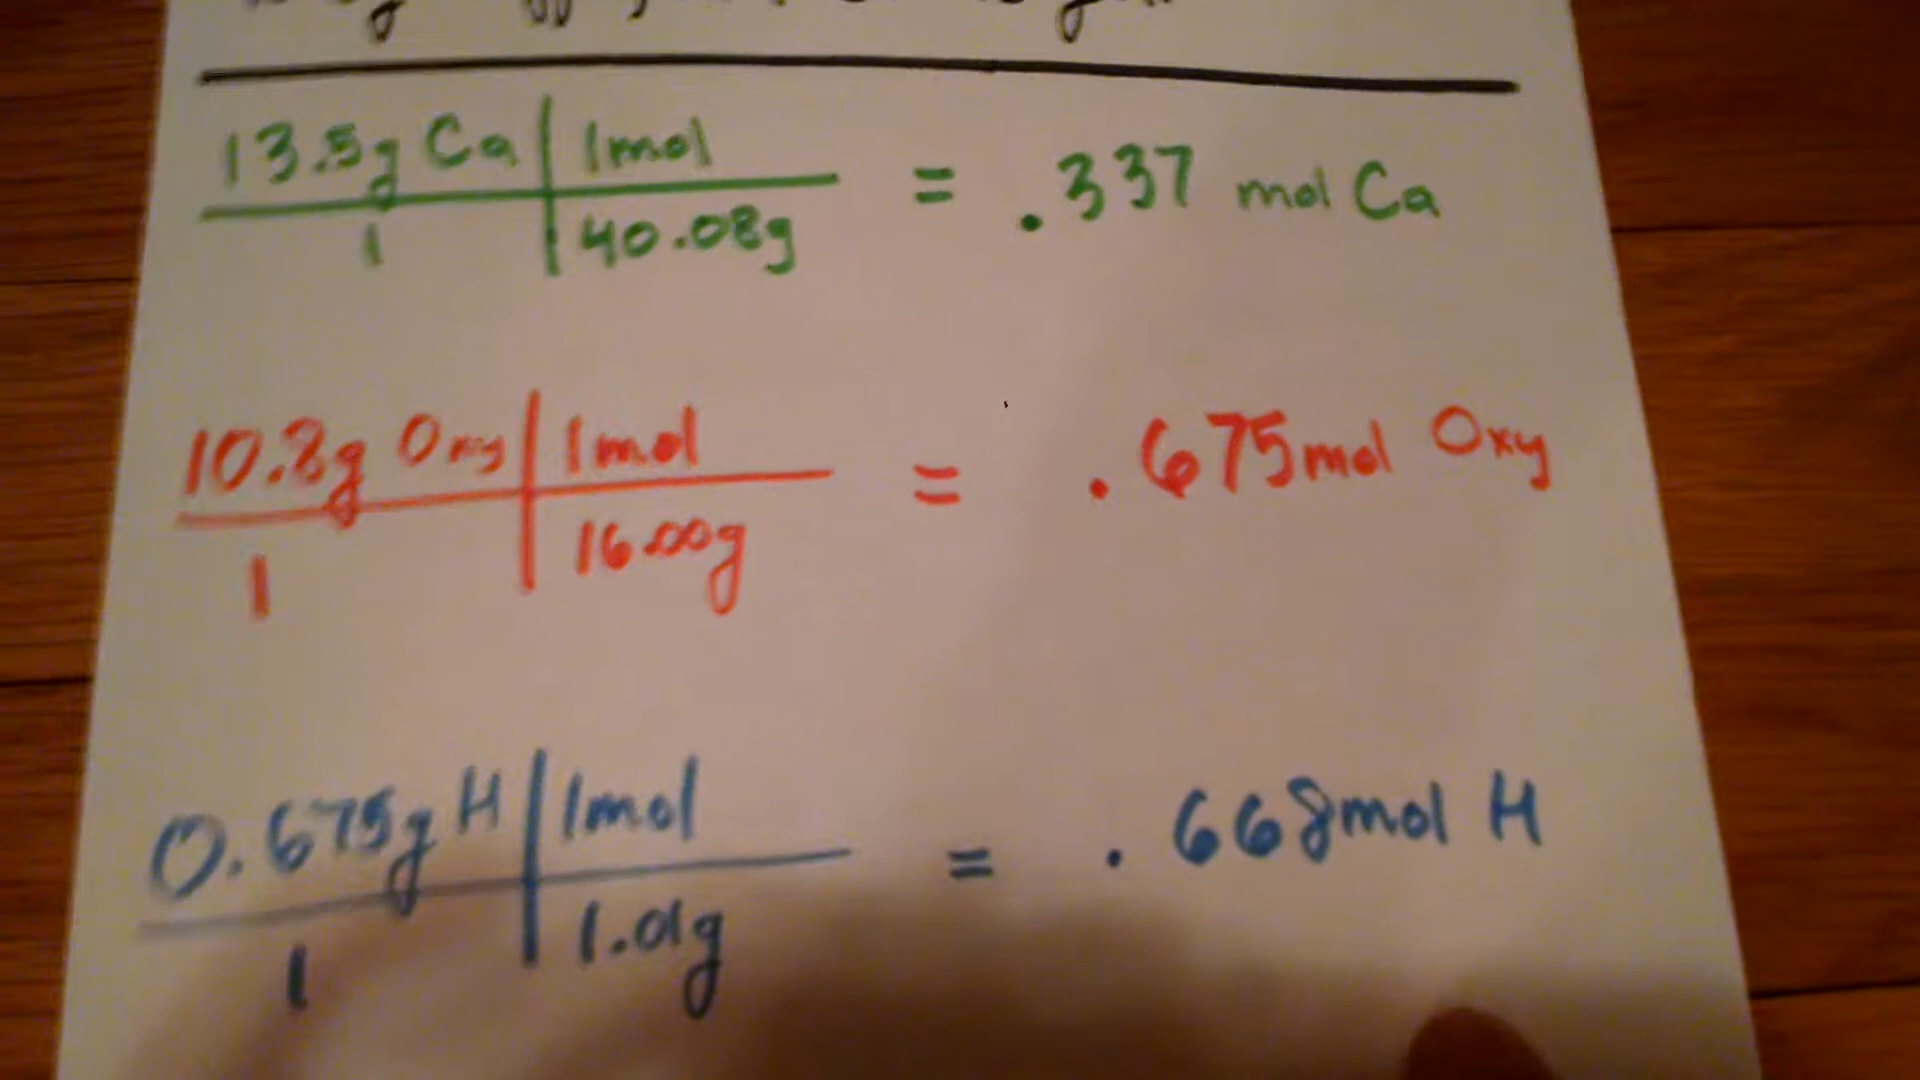 13.5g Ca | 1mol = .337 mol Ca
1 | 40.08g
10.8g Oxy | 1mol = .675mol Oxy
1 | 16.00g
0.675g H | 1mol = .668mol H
1 | 1.01g